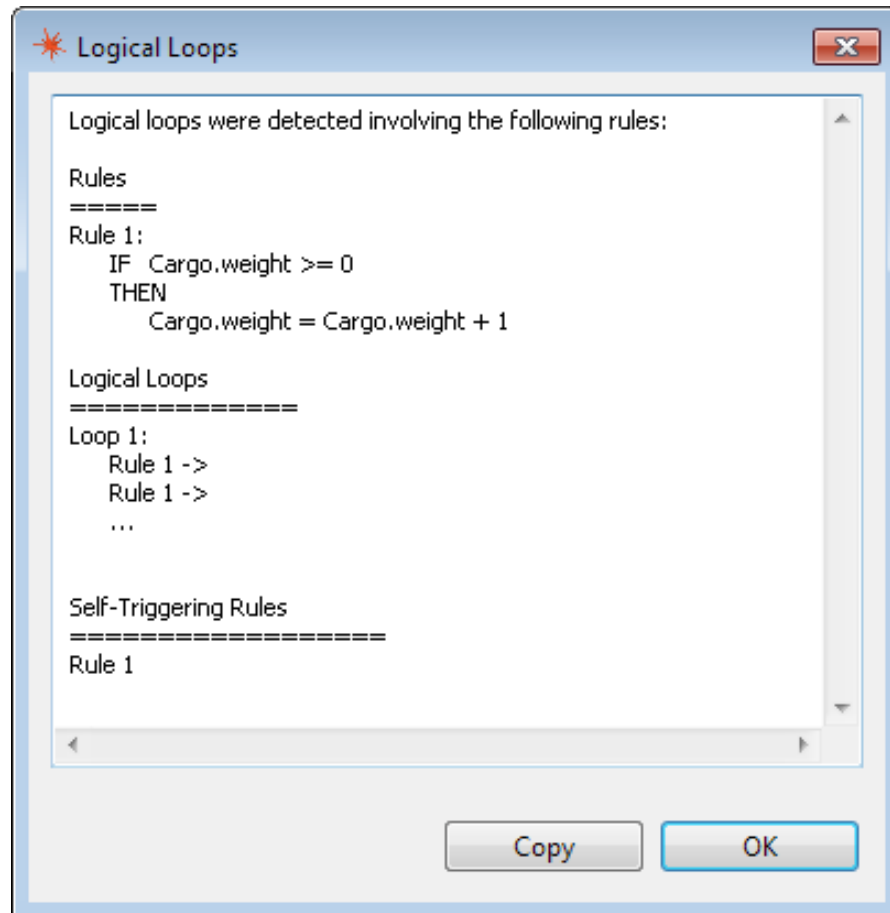 Logical Loops
Logical loops were detected involving the following rules:
Rules
=====
Rule 1:
IF  Cargo.weight >= 0
THEN
Cargo.weight = Cargo.weight + 1
Logical Loops
=============
Loop 1:
Rule 1 ->
Rule 1 ->
...
Self-Triggering Rules
==================
Rule 1
Copy
OK